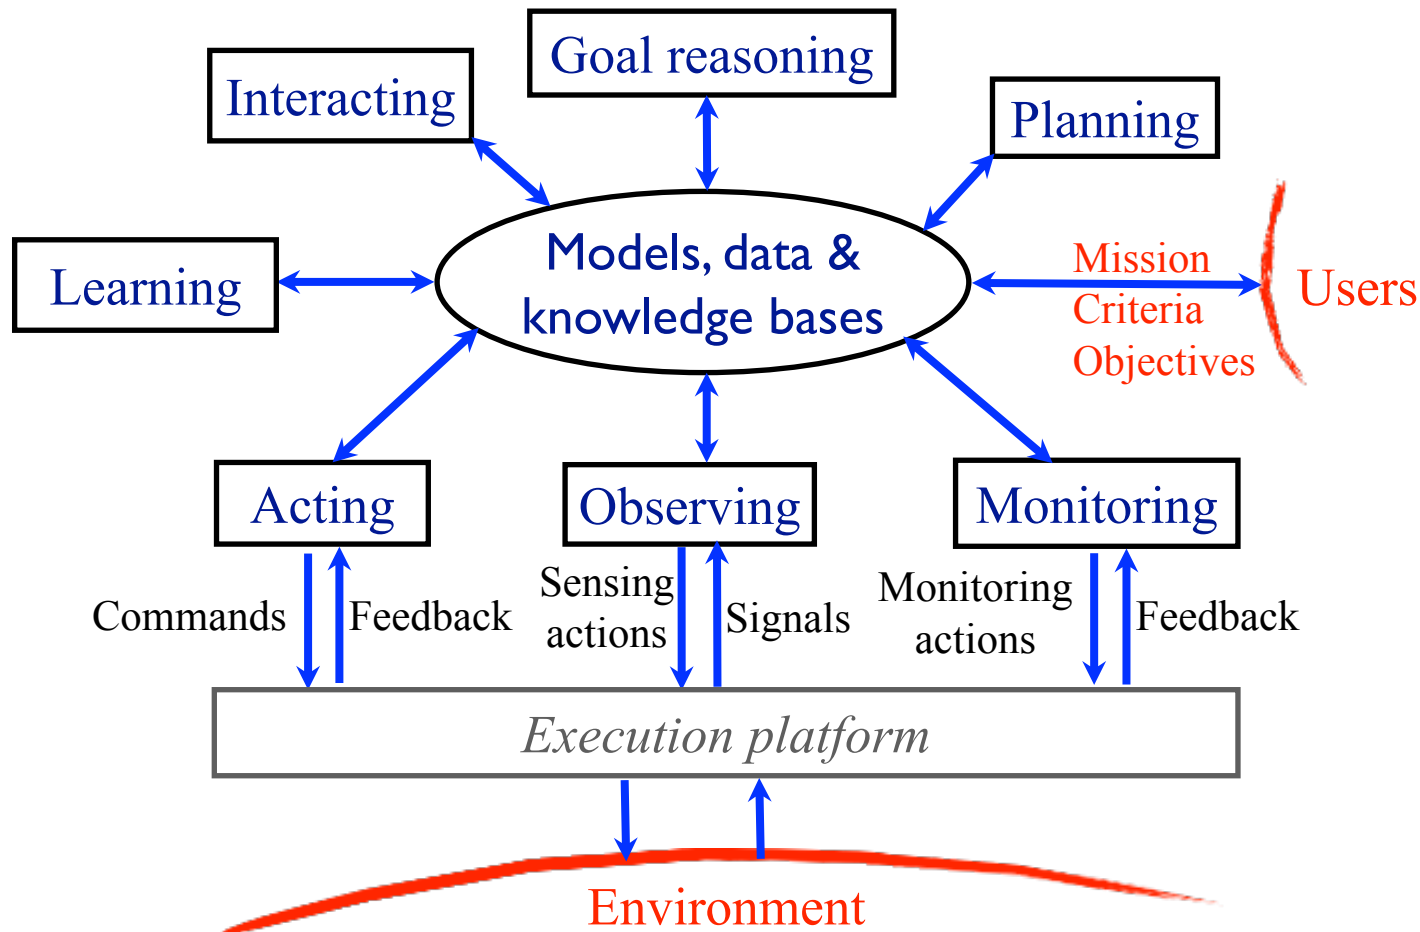 Goal reasoning
Interacting
Planning
Models, data &
knowledge bases
Learning
Mission
Criteria
Objectives
Users
Acting
Observing
Monitoring
Commands
Feedback
Sensing
actions
Signals
Monitoring
actions
Feedback
Execution platform
Environment